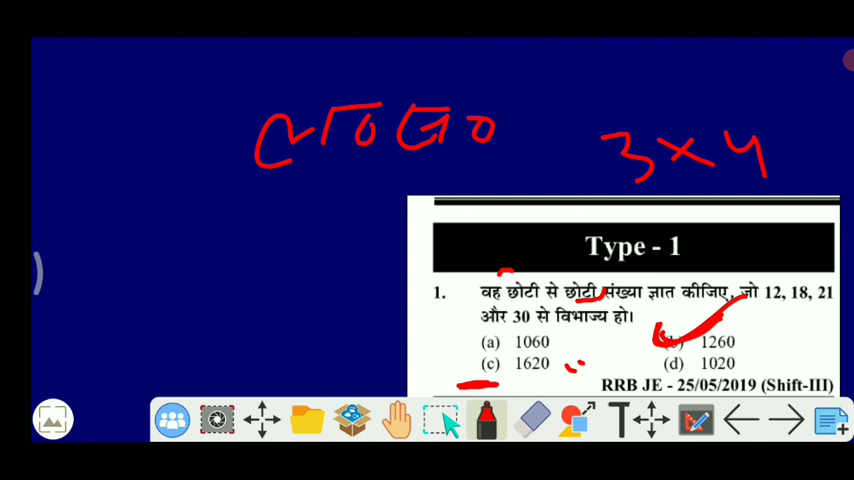 ल०स०
3×4
Type - 1
1. वह छोटी से छोटी संख्या ज्ञात कीजिए, जो 12, 18, 21
और 30 से विभाज्य हो।
(a) 1060 (b) 1260
(c) 1620 (d) 1020
RRB JE - 25/05/2019 (Shift-III)
T